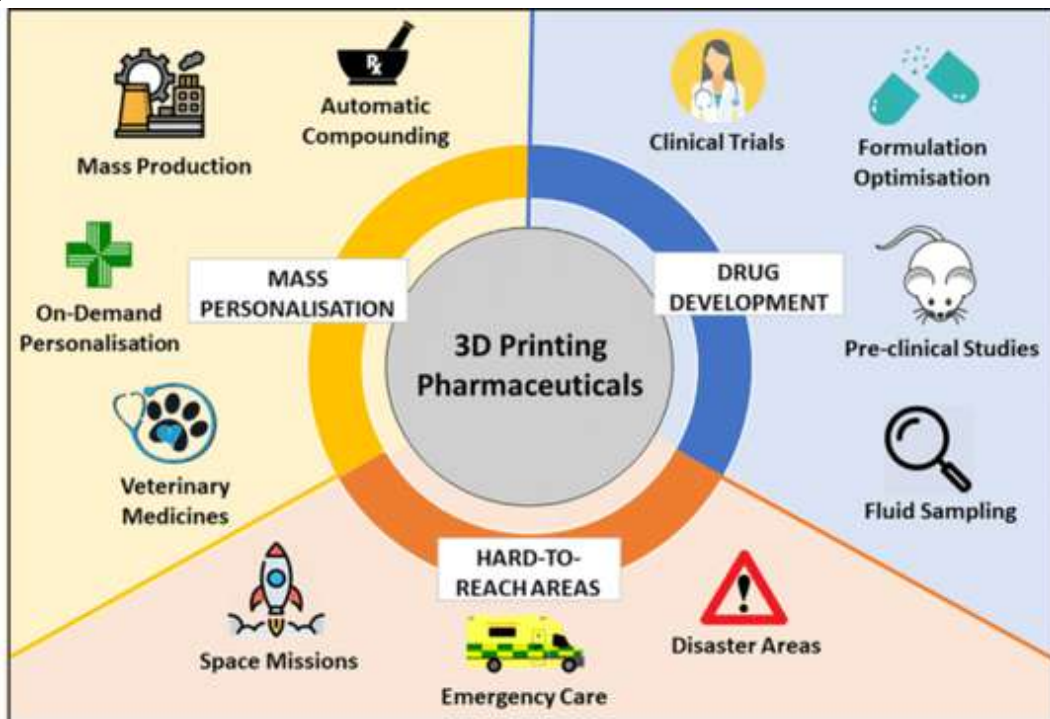 Mass Production
Rx
Automatic
Compounding
On-Demand
Personalisation
Veterinary
Medicines
MASS
PERSONALISATION
3D Printing
Pharmaceuticals
DRUG
DEVELOPMENT
Clinical Trials
Formulation
Optimisation
Pre-clinical Studies
Fluid Sampling
HARD-TO-
REACH AREAS
Space Missions
Emergency Care
Disaster Areas